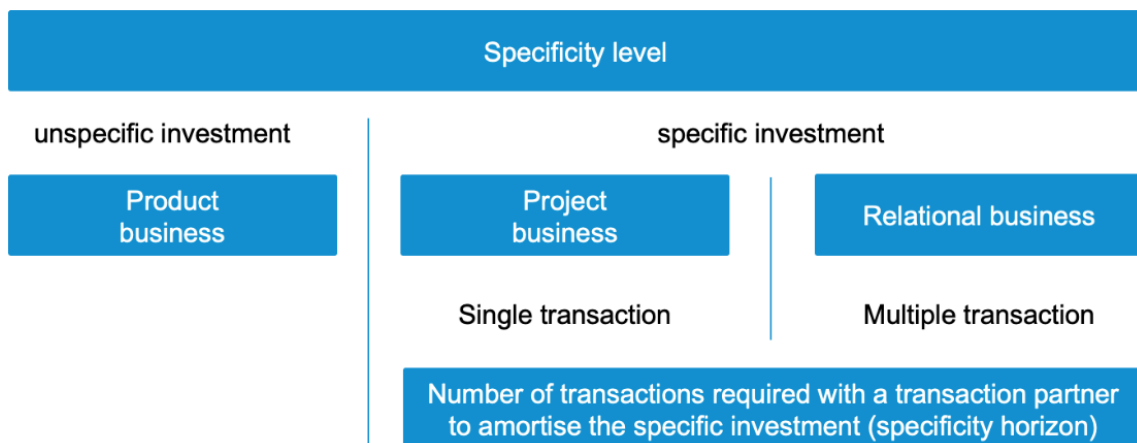 Specificity level
unspecific investment
specific investment
Product
business
Project
business
Relational business
Single transaction
Multiple transaction
Number of transactions required with a transaction partner
to amortise the specific investment (specificity horizon)